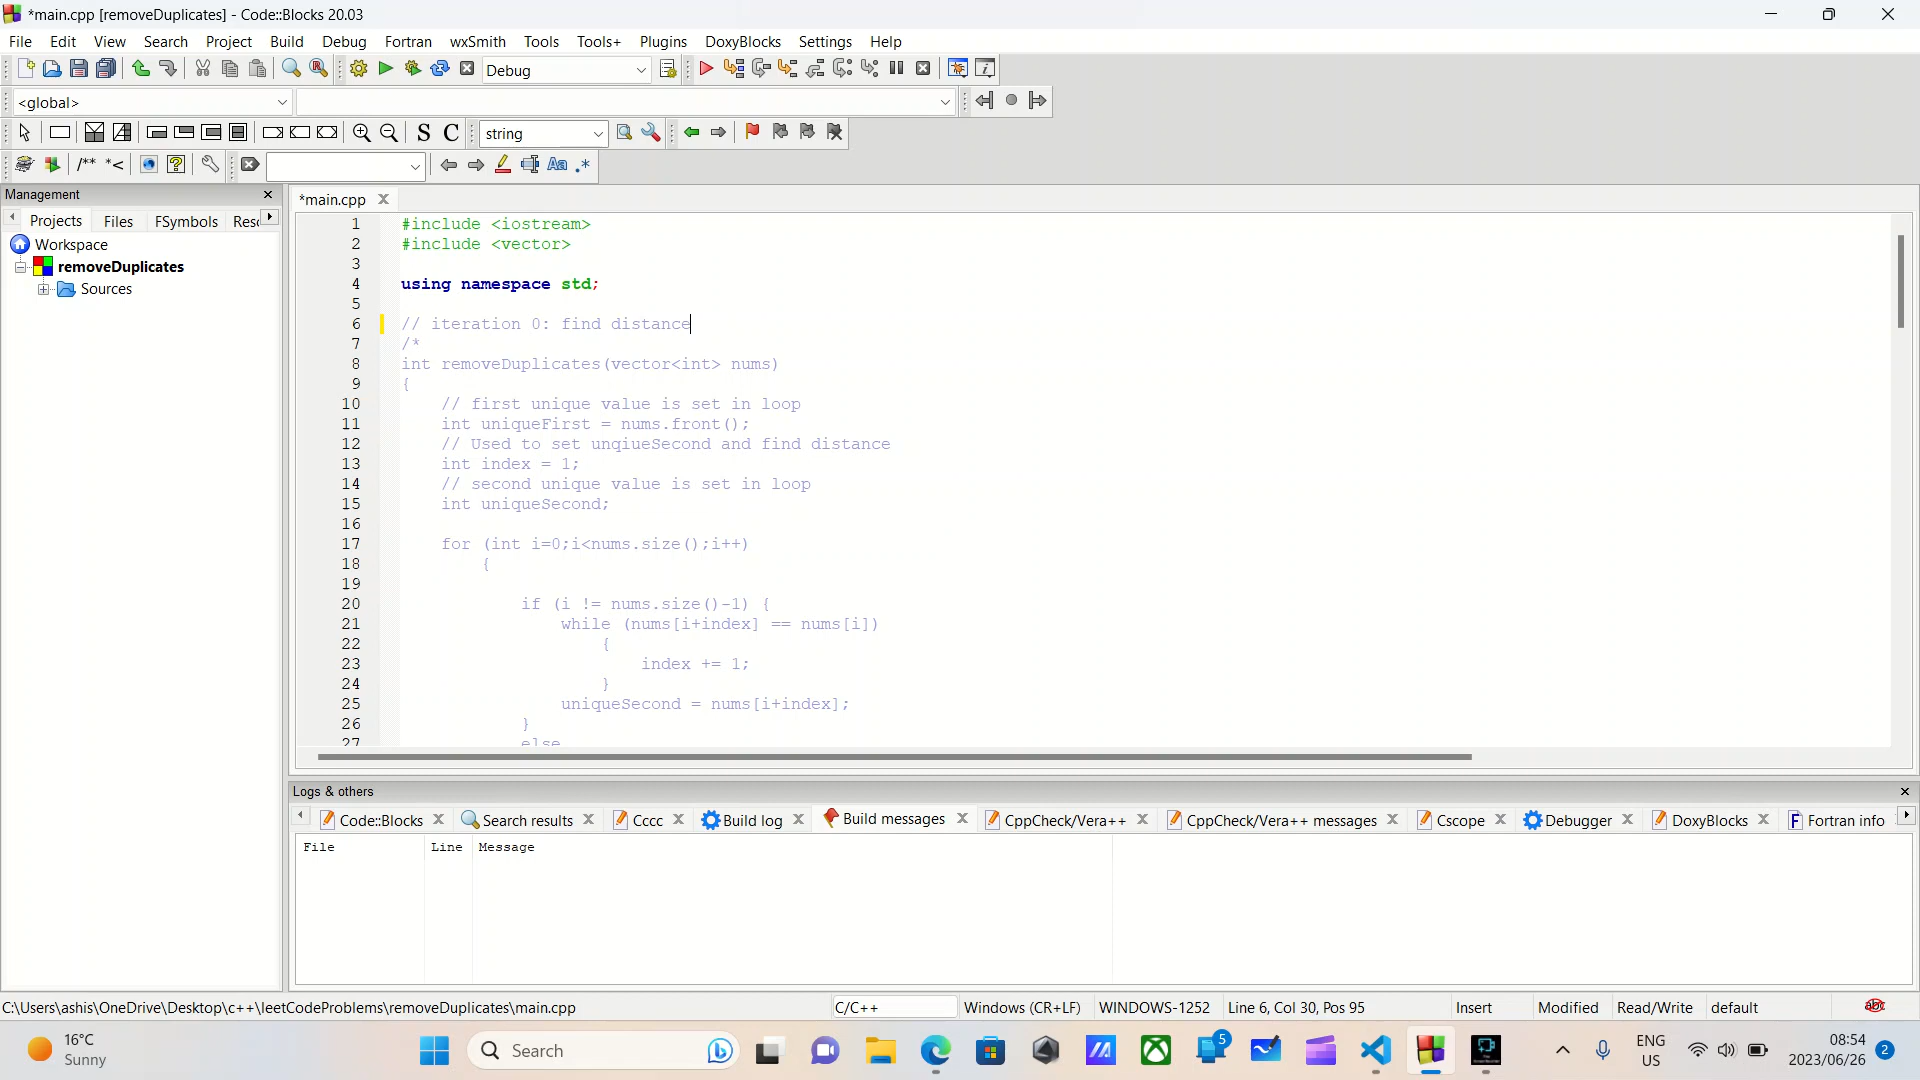 *main.cpp [removeDuplicates] - Code::Blocks 20.03
File Edit View Search Project Build Debug Fortran wxSmith Tools Tools+ Plugins DoxyBlocks Settings Help
Debug
<global>
S C string
/** *<
Aa .*
Management
*main.cpp
Projects Files FSymbols
Workspace
removeDuplicates
Sources
1 #include <iostream>
2 #include <vector>
3
4 using namespace std;
5
6 // iteration 0: find distance
7 /*
8 int removeDuplicates(vector<int> nums)
9 {
10 // first unique value is set in loop
11 int uniqueFirst = nums.front();
12 // Used to set unqiueSecond and find distance
13 int index = 1;
14 // second unique value is set in loop
15 int uniqueSecond;
16
17 for (int i=0;i<nums.size();i++)
18 {
19
20 if (i != nums.size()-1) {
21 while (nums[i+index] == nums[i])
22 {
23 index += 1;
24 }
25 uniqueSecond = nums[i+index];
26 }
27 else
Logs & others
Code::Blocks Search results Cccc Build log Build messages CppCheck/Vera++ CppCheck/Vera++ messages Cscope Debugger DoxyBlocks Fortran info
File Line Message
C:\Users\ashis\OneDrive\Desktop\c++\leetCodeProblems\removeDuplicates\main.cpp C/C++ Windows (CR+LF) WINDOWS-1252 Line 6, Col 30, Pos 95 Insert Modified Read/Write default abc
16°C
Sunny
Search
5
ENG
US
08:54
2023/06/26
2